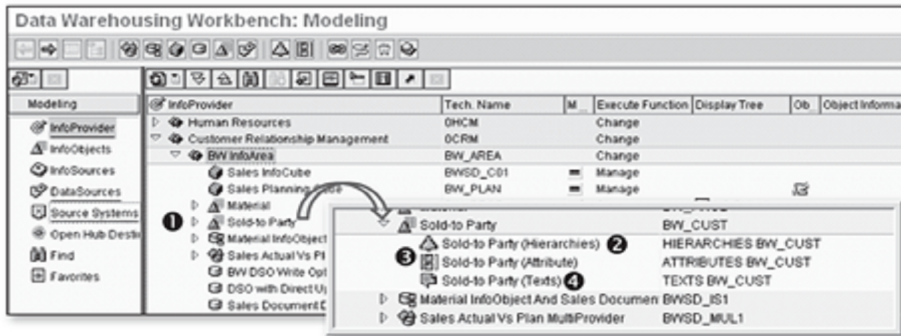 Data Warehousing Workbench: Modeling
Modeling
InfoProvider
InfoObjects
InfoSources
DataSources
Source Systems
Open Hub Desti
Find
Favorites
InfoProvider Tech. Name M... Execute Function Display Tree Ob. Object Informa
Human Resources 0HCM Change
Customer Relationship Management 0CRM Change
BW InfoArea BW_AREA Change
Sales InfoCube BWSD_C01 Manage
Sales Planning Cube BW_PLAN Manage
Material
1 Sold-to Party
Material InfoObject
Sales Actual Vs Pl
BW DSO Write Opt
DSO with Direct U
Sales Document D
Sold-to Party BW_CUST
Sold-to Party (Hierarchies) 2 HIERARCHIES BW_CUST
3 Sold-to Party (Attribute) ATTRIBUTES BW_CUST
Sold-to Party (Texts) 4 TEXTS BW_CUST
Material InfoObject And Sales Documen BWSD_IS1
Sales Actual Vs Plan MultiProvider BWSD_MUL1